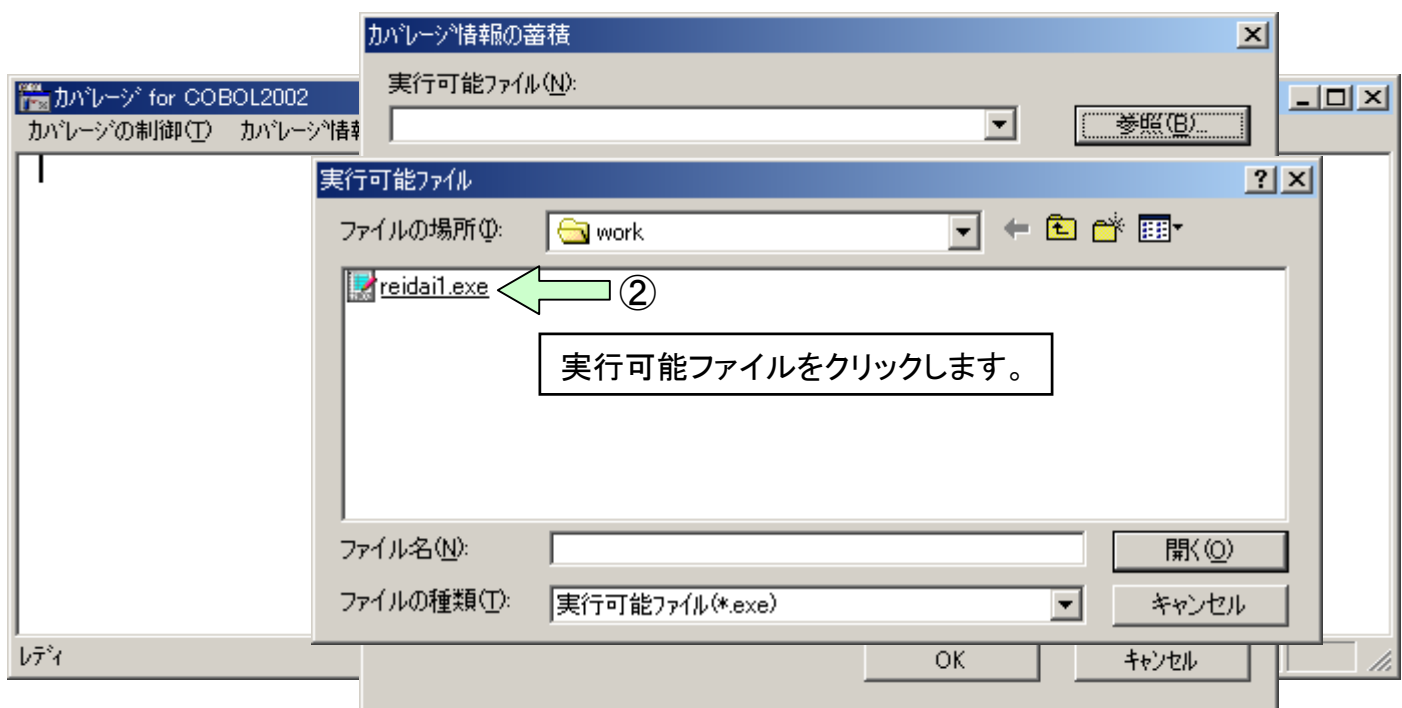 カバレージ情報の蓄積
実行可能ファイル(N):
参照(B)...
カバレージ for COBOL2002
カバレージの制御(T) カバレージ情報
実行可能ファイル
ファイルの場所(I):
work
reidai1.exe
②
実行可能ファイルをクリックします。
ファイル名(N):
開く(O)
ファイルの種類(T):
実行可能ファイル(*.exe)
キャンセル
レディ
OK
キャンセル